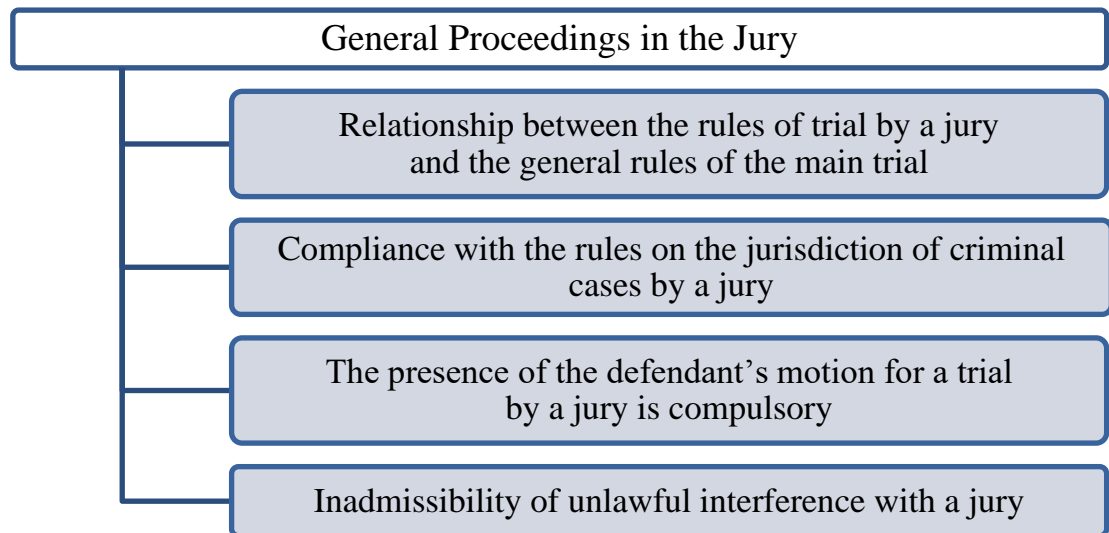 General Proceedings in the Jury
Relationship between the rules of trial by a jury
and the general rules of the main trial
Compliance with the rules on the jurisdiction of criminal
cases by a jury
The presence of the defendant’s motion for a trial
by a jury is compulsory
Inadmissibility of unlawful interference with a jury